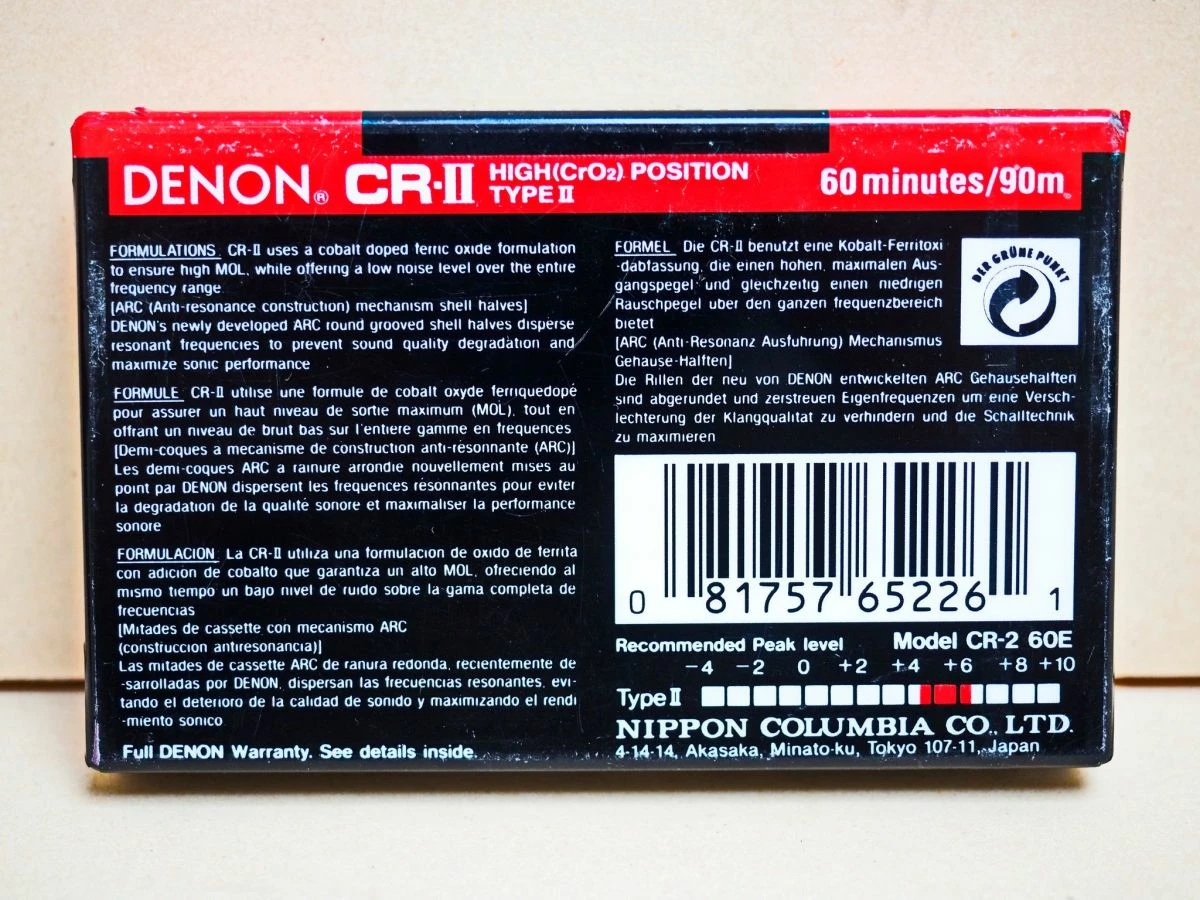 DENON® CR·II HIGH(CrO2) POSITION
TYPE II
60 minutes/90m
FORMULATIONS CR-II uses a cobalt doped ferric oxide formulation
to ensure high MOL, while offering a low noise level over the entire
frequency range
[ARC (Anti-resonance construction) mechanism shell halves]
DENON's newly developed ARC round grooved shell halves disperse
resonant frequencies to prevent sound quality degradation and
maximize sonic performance
FORMULE CR-II utilise une formule de cobalt oxyde ferriquedopé
pour assurer un haut niveau de sortie maximum (MOL), tout en
offrant un niveau de bruit bas sur l'entiere gamme en frequences
[Demi-coques a mecanisme de construction anti-résonnante (ARC)]
Les demi-coques ARC a rainure arrondie nouvellement mises au
point par DENON dispersent les frequences résonnantes pour eviter
la degradation de la qualité sonore et maximaliser la performance
sonore
FORMULACION La CR-II utiliza una formulacion de oxido de ferrita
con adicion de cobalto que garantiza un alto MOL, ofreciendo al
mismo tiempo un bajo nivel de ruido sobre la gama completa de
frecuencias
[Mitades de cassette con mecanismo ARC
(construccion antiresonancia)]
Las mitades de cassette ARC de ranura redonda, recientemente de
-sarrolladas por DENON, dispersan las frecuencias resonantes, evi-
tando el deterioro de la calidad de sonido y maximizando el rendi
-miento sonico
Full DENON Warranty. See details inside.
FORMEL Die CR-II benutzt eine Kobalt-Ferritoxi
-dabfassung, die einen hohen, maximalen Aus-
gangspegel und gleichzeitig einen niedrigen
Rauschpegel uber den ganzen frequenzbereich
bietet
[ARC (Anti-Resonanz Ausfuhrung) Mechanismus
Gehause-Halften]
Die Rillen der neu von DENON entwickelten ARC Gehausehalften
sind abgerundet und zerstreuen Eigenfrequenzen um eine Versch-
lechterung der Klangqualitat zu verhindern und die Schalltechnik
zu maximieren
DER GRÜNE PUNKT
0 81757 65226 1
Recommended Peak level Model CR-2 60E
-4 -2 0 +2 +4 +6 +8 +10
Type II
NIPPON COLUMBIA CO., LTD.
4-14-14, Akasaka, Minato-ku, Tokyo 107-11, Japan